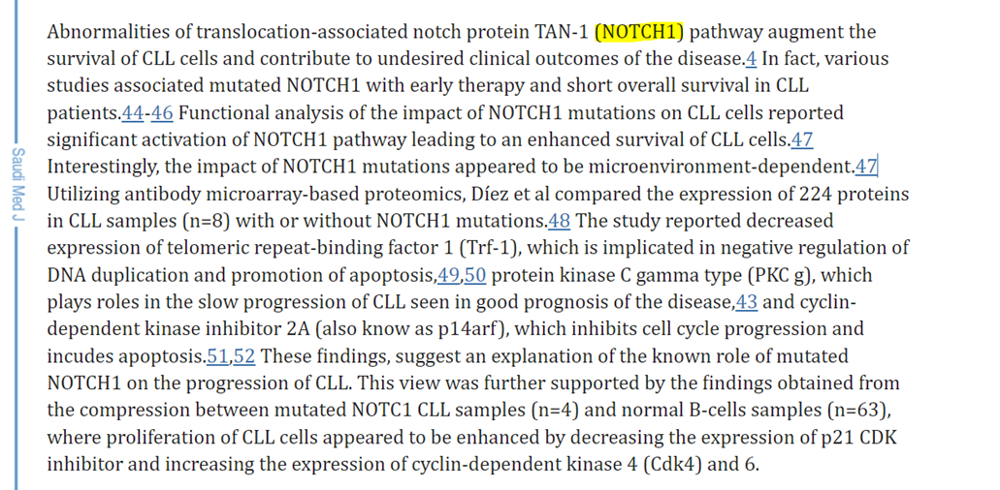 Abnormalities of translocation-associated notch protein TAN-1 (NOTCH1) pathway augment the
survival of CLL cells and contribute to undesired clinical outcomes of the disease.4 In fact, various
studies associated mutated NOTCH1 with early therapy and short overall survival in CLL
patients.44-46 Functional analysis of the impact of NOTCH1 mutations on CLL cells reported
significant activation of NOTCH1 pathway leading to an enhanced survival of CLL cells.47
Interestingly, the impact of NOTCH1 mutations appeared to be microenvironment-dependent.47
Utilizing antibody microarray-based proteomics, Díez et al compared the expression of 224 proteins
in CLL samples (n=8) with or without NOTCH1 mutations.48 The study reported decreased
expression of telomeric repeat-binding factor 1 (Trf-1), which is implicated in negative regulation of
DNA duplication and promotion of apoptosis,49,50 protein kinase C gamma type (PKC g), which
plays roles in the slow progression of CLL seen in good prognosis of the disease,43 and cyclin-
dependent kinase inhibitor 2A (also know as p14arf), which inhibits cell cycle progression and
incudes apoptosis.51,52 These findings, suggest an explanation of the known role of mutated
NOTCH1 on the progression of CLL. This view was further supported by the findings obtained from
the compression between mutated NOTC1 CLL samples (n=4) and normal B-cells samples (n=63),
where proliferation of CLL cells appeared to be enhanced by decreasing the expression of p21 CDK
inhibitor and increasing the expression of cyclin-dependent kinase 4 (Cdk4) and 6.
Saudi Med J